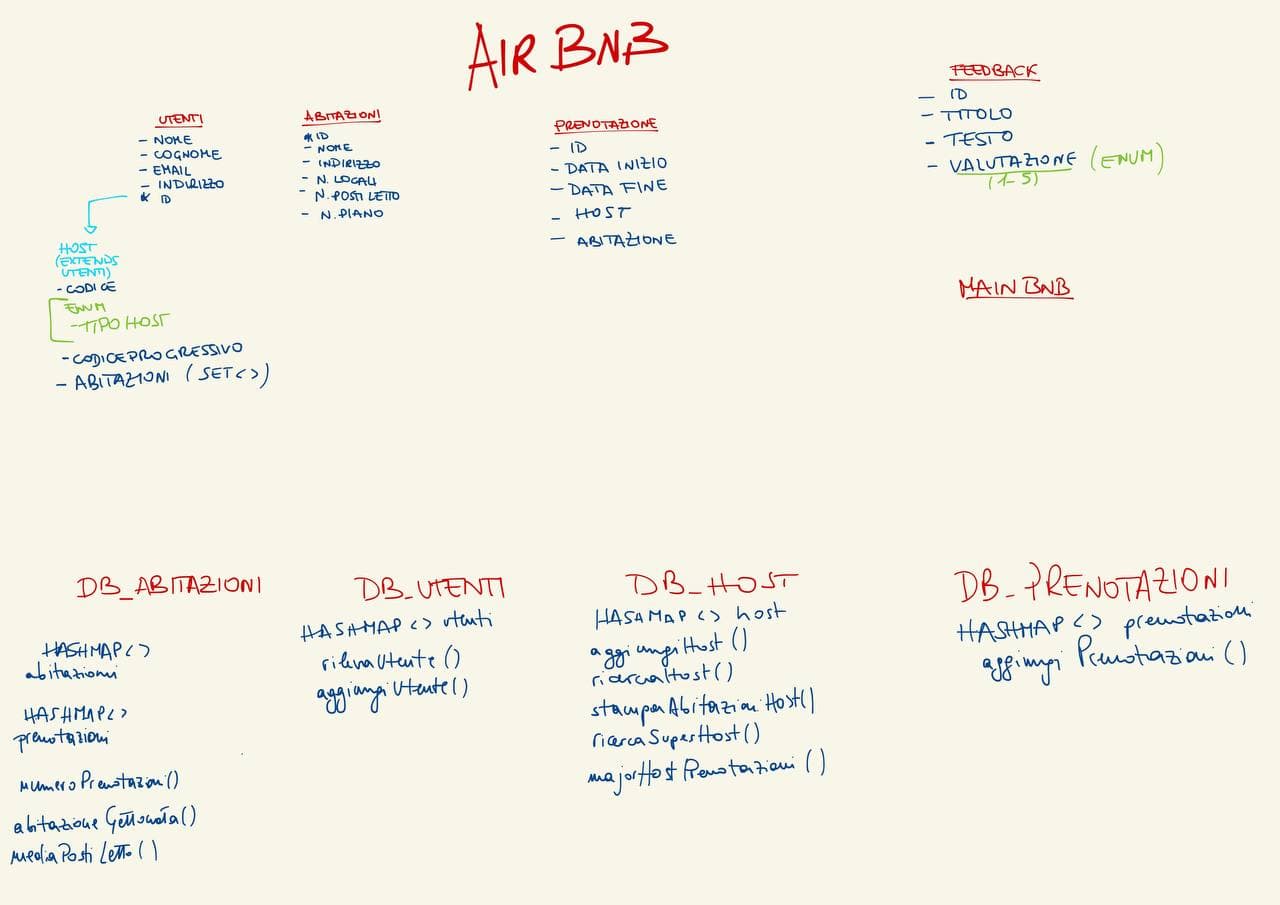 AIRBNB
UTENTI
- NOME
- COGNOME
- EMAIL
- INDIRIZZO
* ID
HOST
(EXTENDS
UTENTI)
- CODICE
ENUM
- TIPO HOST
- CODICE PROGRESSIVO
- ABITAZIONI (SET<>)
ABITAZIONI
* ID
- NOME
- INDIRIZZO
- N. LOCALI
- N. POSTI LETTO
- N. PIANO
PRENOTAZIONE
- ID
- DATA INIZIO
- DATA FINE
- HOST
- ABITAZIONE
FEEDBACK
- ID
- TITOLO
- TESTO
- VALUTAZIONE (ENUM)
(1-5)
MAIN BNB
DB_ABITAZIONI
HASHMAP<>
abitazioni
HASHMAP<>
prenotazioni
numeroPrenotazioni()
abitazioneGettonata()
mediaPostiLetto()
DB_UTENTI
HASHMAP<> utenti
rilevaUtente()
aggiungiUtente()
DB_HOST
HASHMAP<> host
aggiungiHost()
ricercaHost()
stampaAbitazioniHost()
ricercaSuperHost()
majorHostPrenotazioni()
DB_PRENOTAZIONI
HASHMAP<> prenotazioni
aggiungiPrenotazioni()